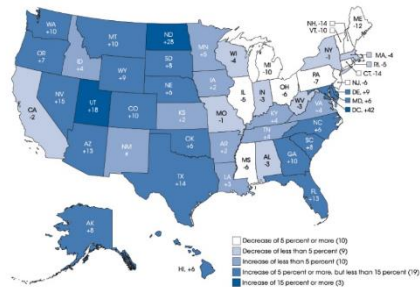 WA
+10
OR
+7
CA
-2
NV
+15
ID
+4
MT
+10
WY
+9
UT
+18
AZ
+15
CO
+10
NM
+4
ND
+28
SD
+8
NE
+6
KS
+2
OK
+6
TX
+14
MN
+5
IA
+2
MO
-1
AR
+2
LA
+3
WI
-4
IL
-6
MI
-10
IN
-3
OH
-6
KY
+4
TN
+4
MS
-6
AL
-3
GA
+10
FL
+13
SC
+8
NC
+6
VA
+4
WV
-3
PA
-7
NY
-1
ME
-12
NH, -14
VT, -10
MA, -4
RI, -5
CT, -14
NJ, -6
DE, +9
MD, +6
DC, +42
AK
+8
HI, +6
Decrease of 5 percent or more (10)
Decrease of less than 5 percent (9)
Increase of less than 5 percent (10)
Increase of 5 percent or more, but less than 15 percent (19)
Increase of 15 percent or more (3)